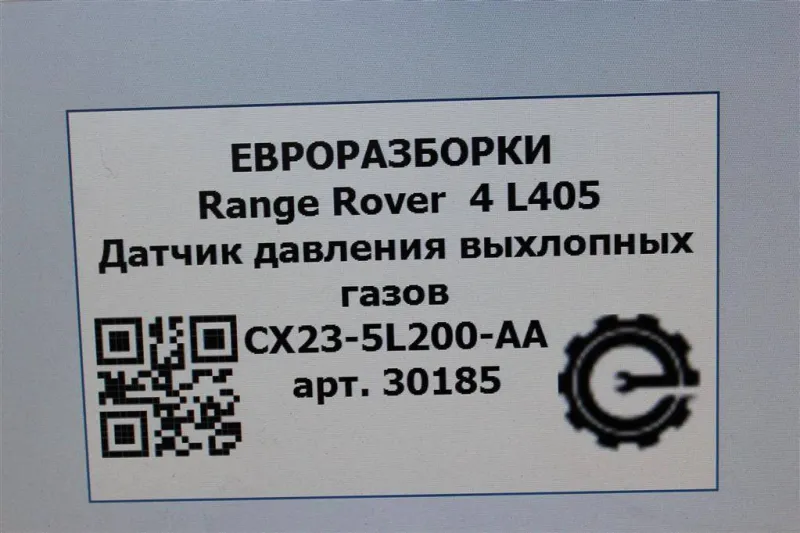 ЕВРОРАЗБОРКИ
Range Rover 4 L405
Датчик давления выхлопных
газов
CX23-5L200-AA
арт. 30185